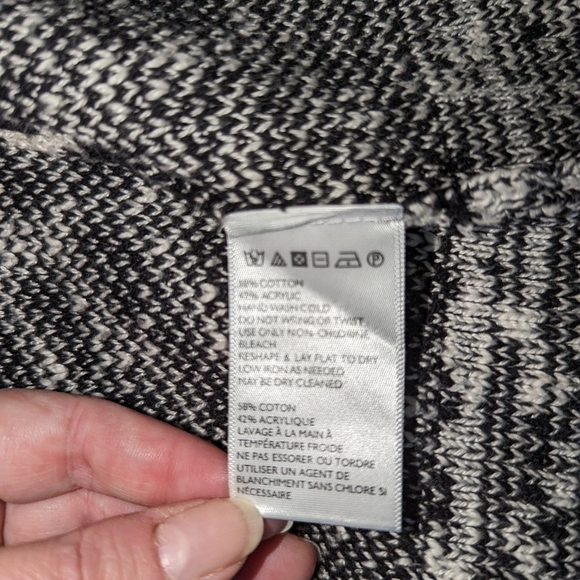 58% COTTON
42% ACRYLIC
HAND WASH COLD
DO NOT WRING OR TWIST
USE ONLY NON-CHLORINE
BLEACH
RESHAPE & LAY FLAT TO DRY
LOW IRON AS NEEDED
MAY BE DRY CLEANED
58% COTON
42% ACRYLIQUE
LAVAGE À LA MAIN À
TEMPÉRATURE FROIDE
NE PAS ESSORER OU TORDRE
UTILISER UN AGENT DE
BLANCHIMENT SANS CHLORE SI
NÉCESSAIRE